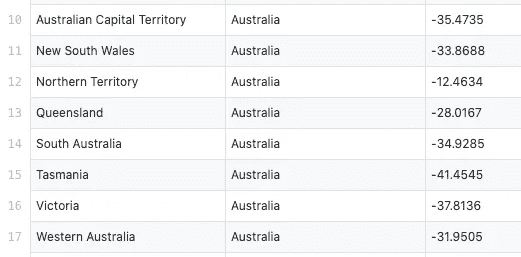 10 Australian Capital Territory Australia -35.4735
11 New South Wales Australia -33.8688
12 Northern Territory Australia -12.4634
13 Queensland Australia -28.0167
14 South Australia Australia -34.9285
15 Tasmania Australia -41.4545
16 Victoria Australia -37.8136
17 Western Australia Australia -31.9505